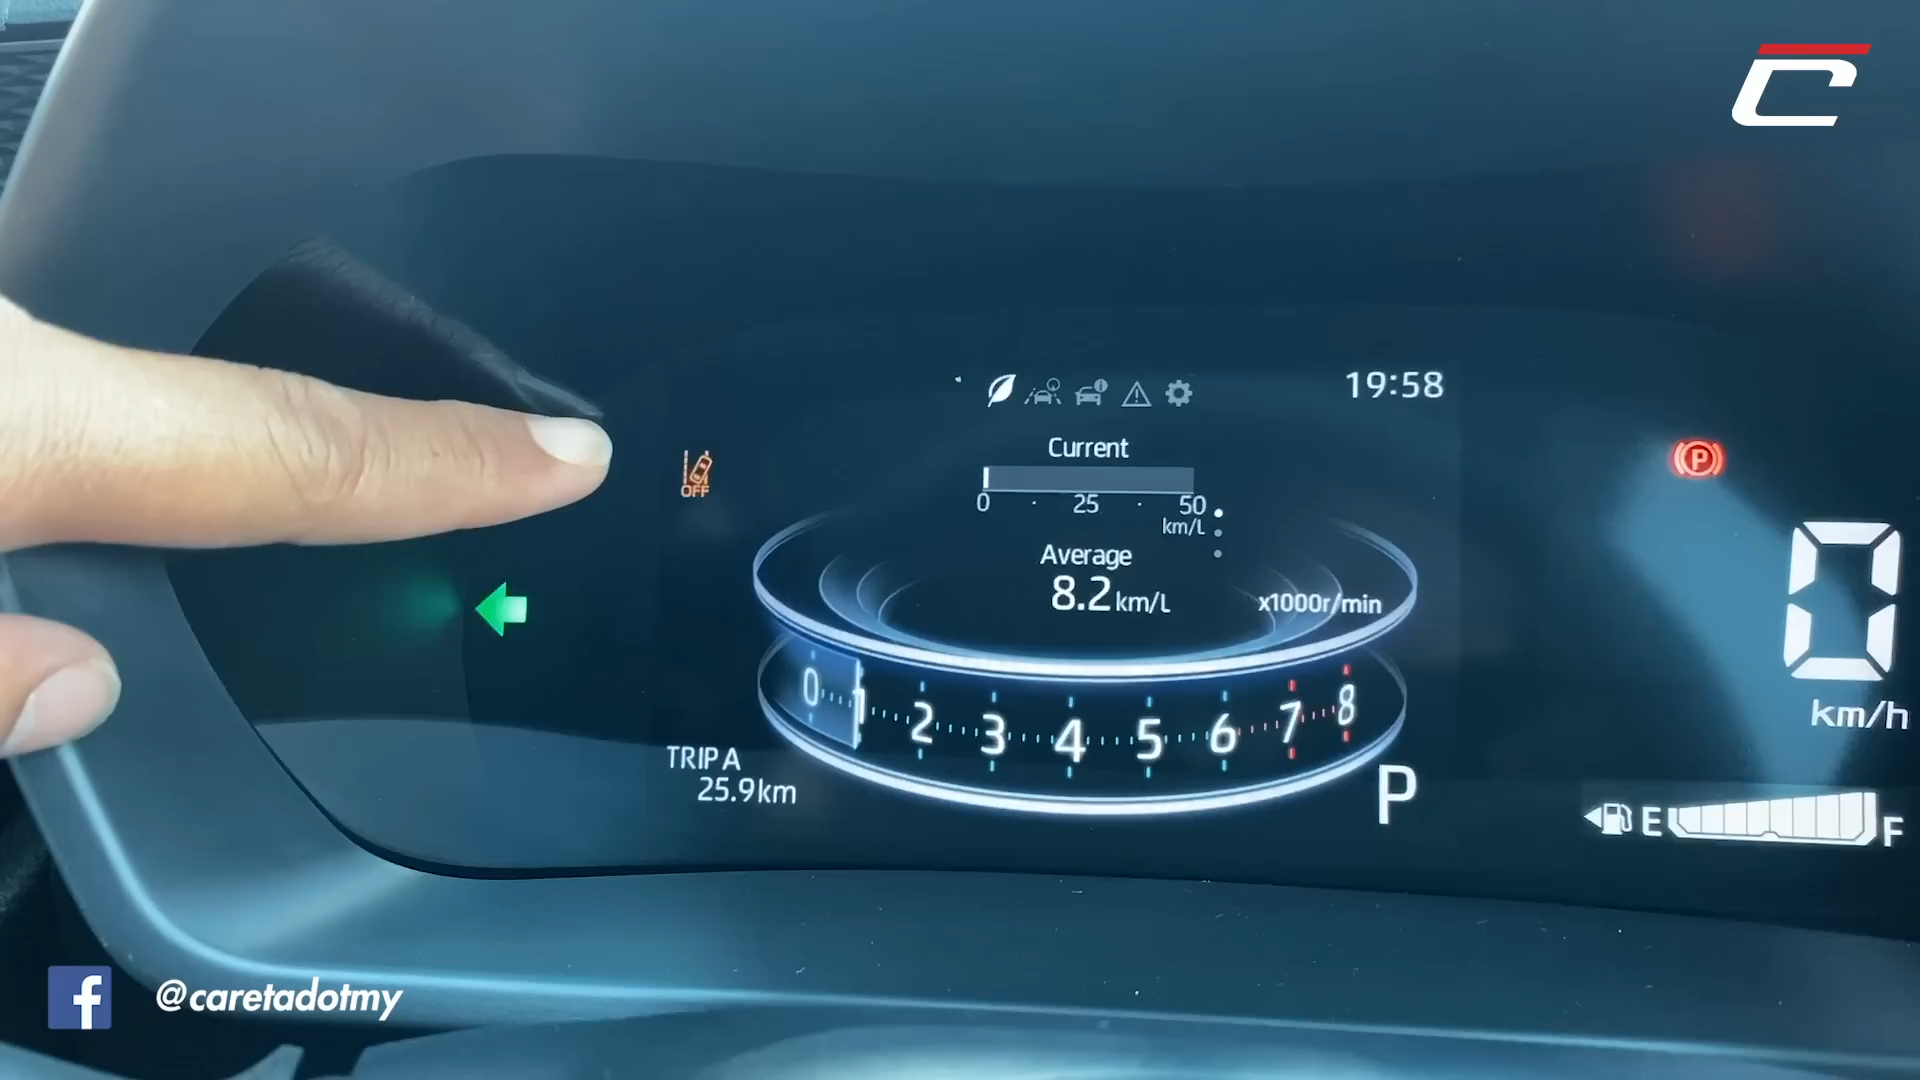 19:58
Current
0 25 50
km/L
OFF
P
Average
8.2 km/L
x1000r/min
0
km/h
0 1 2 3 4 5 6 7 8
TRIP A
25.9km
P
E F
f @caretadotmy